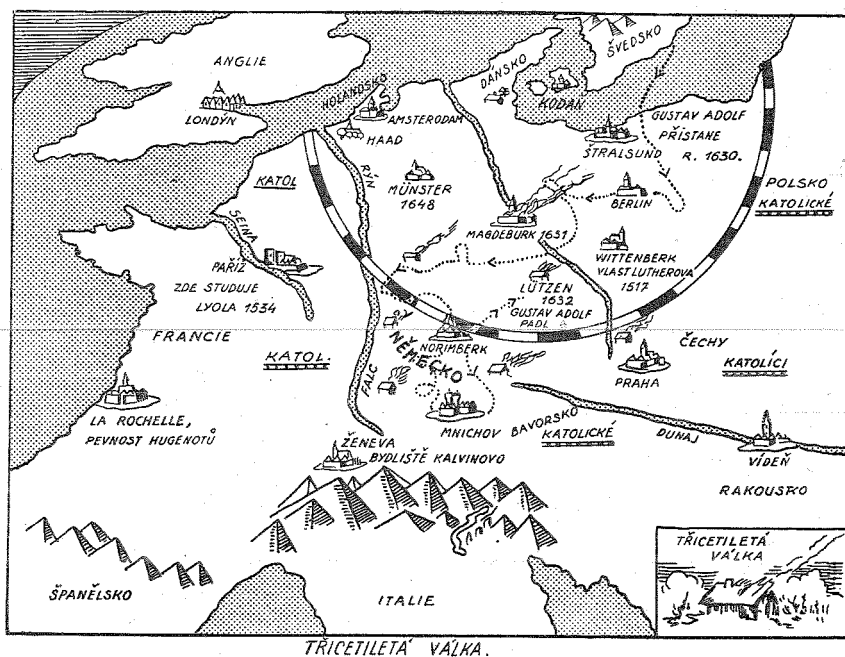 ŠVÉDSKO
ANGLIE
LONDÝN
HOLANDSKO
AMSTERODAM
HAAD
DÁNSKO
KODAŇ
ŠTRALSUND
GUSTAV ADOLF
PŘISTANE
R. 1630.
KATOL
RÝN
MÜNSTER
1648
BERLIN
POLSKO
KATOLICKÉ
SEINA
MAGDEBURK 1631
WITTENBERK
VLAST LUTHEROVA
1517
PAŘÍŽ
ZDE STUDUJE
LYOLA 1534
LÜTZEN
1632
GUSTAV ADOLF
PADL
FRANCIE
KATOL.
NĚMECKO
NORIMBERK
FALC
ČECHY
KATOLÍCI
PRAHA
LA ROCHELLE,
PEVNOST HUGENOTŮ
MNICHOV
BAVORSKO
KATOLICKÉ
DUNAJ
VÍDEŇ
ŽENEVA
BYDLIŠTĚ KALVINOVO
RAKOUSKO
ŠPANĚLSKO
ITALIE
TŘICETILETÁ
VÁLKA
TŘICETILETÁ VÁLKA.